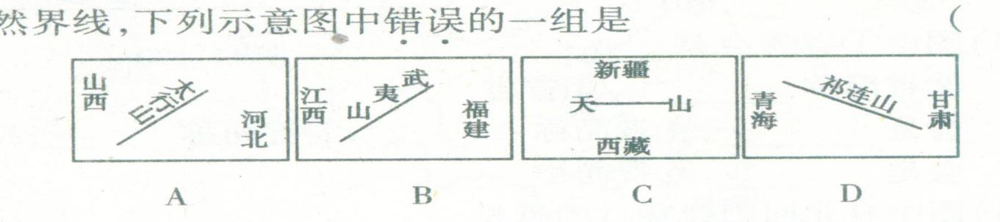 然界线,下列示意图中错误的一组是 (
山西 太行山 河北
江西 武夷山 福建
新疆
天 山
西藏
青海 祁连山 甘肃
A B C D